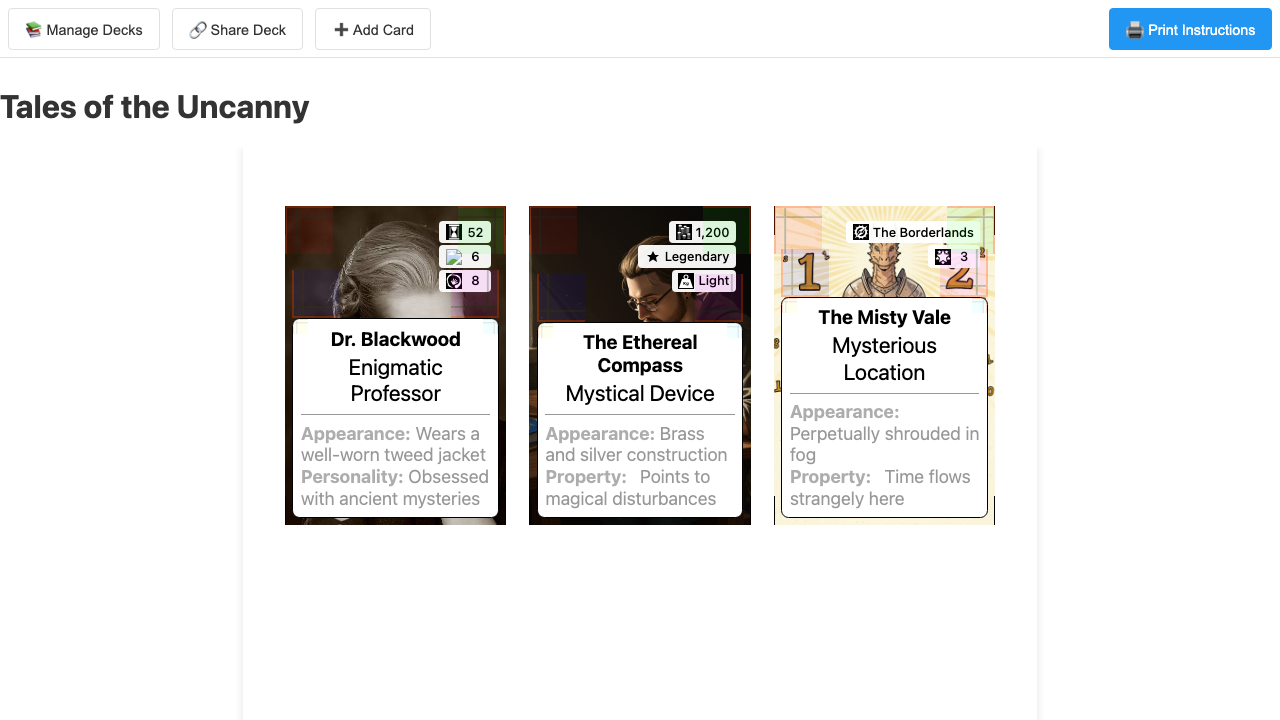 Manage Decks
Share Deck
Add Card
Print Instructions
Tales of the Uncanny
52
6
8
Dr. Blackwood
Enigmatic
Professor
Appearance: Wears a
well-worn tweed jacket
Personality: Obsessed
with ancient mysteries
1,200
Legendary
Light
The Ethereal
Compass
Mystical Device
Appearance: Brass
and silver construction
Property: Points to
magical disturbances
The Borderlands
3
1
2
The Misty Vale
Mysterious
Location
Appearance:
Perpetually shrouded in
fog
Property: Time flows
strangely here